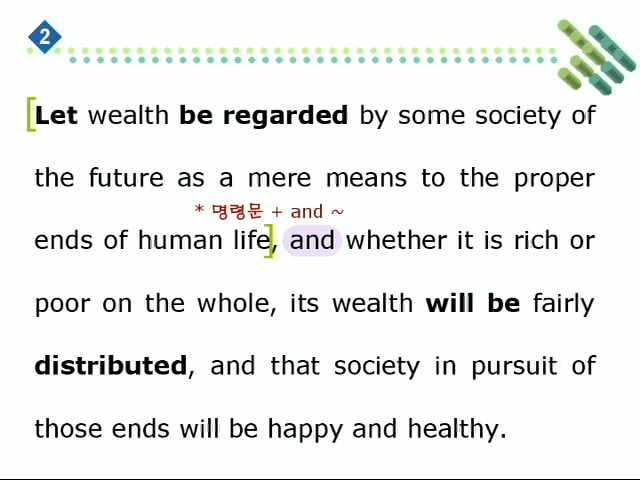 2
[Let wealth be regarded by some society of
the future as a mere means to the proper
* 명령문 + and ~
ends of human life], and whether it is rich or
poor on the whole, its wealth will be fairly
distributed, and that society in pursuit of
those ends will be happy and healthy.